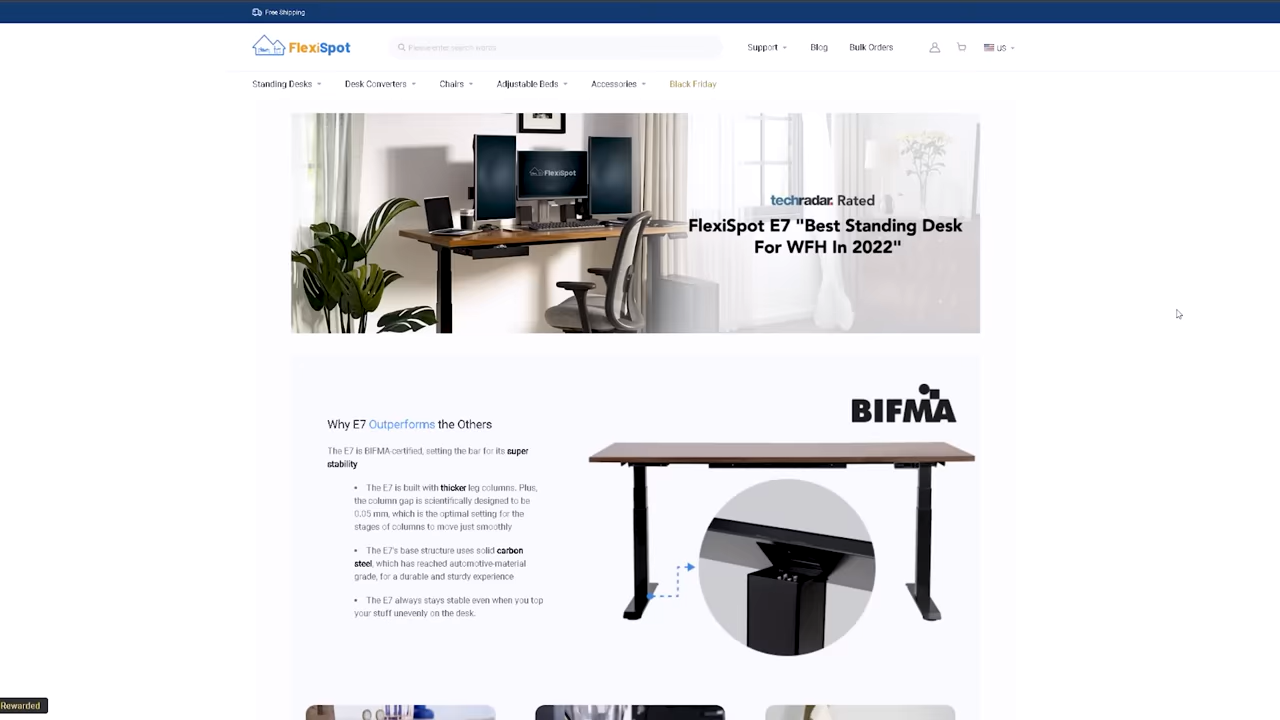 Free Shipping
FlexiSpot
Please enter search words
Support
Blog
Bulk Orders
US
Standing Desks
Desk Converters
Chairs
Adjustable Beds
Accessories
Black Friday
FlexiSpot
techradar. Rated
FlexiSpot E7 "Best Standing Desk
For WFH In 2022"
BIFMA
Why E7 Outperforms the Others
The E7 is BIFMA-certified, setting the bar for its super
stability
• The E7 is built with thicker leg columns. Plus,
the column gap is scientifically designed to be
0.05 mm, which is the optimal setting for the
stages of columns to move just smoothly
• The E7's base structure uses solid carbon
steel, which has reached automotive-material
grade, for a durable and sturdy experience
• The E7 always stays stable even when you top
your stuff unevenly on the desk.
Rewarded